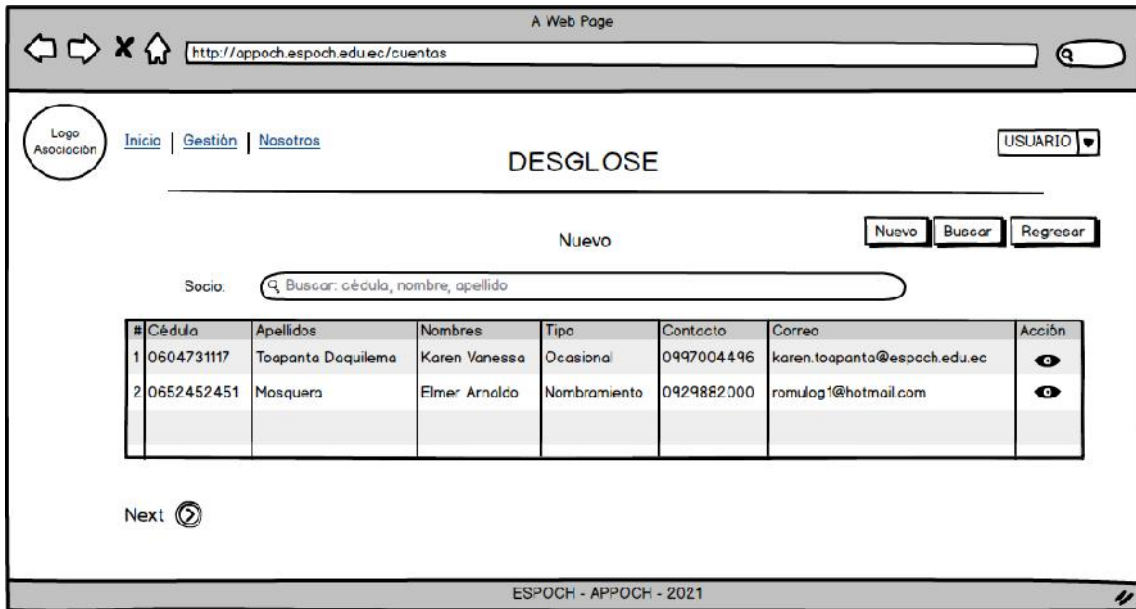 A Web Page
http://appoch.espoch.edu.ec/cuentas
Logo
Asociación
Inicio | Gestión | Nosotros
USUARIO
DESGLOSE
Nuevo
Nuevo Buscar Regresar
Socio:
Buscar: cédula, nombre, apellido
# Cédula Apellidos Nombres Tipo Contacto Correo Acción
1 0604731117 Toapanta Daquilema Karen Vanessa Ocasional 0997004496 karen.toapanta@espoch.edu.ec
2 0652452451 Mosquera Elmer Arnoldo Nombramiento 0929882000 romulog1@hotmail.com
Next
ESPOCH - APPOCH - 2021